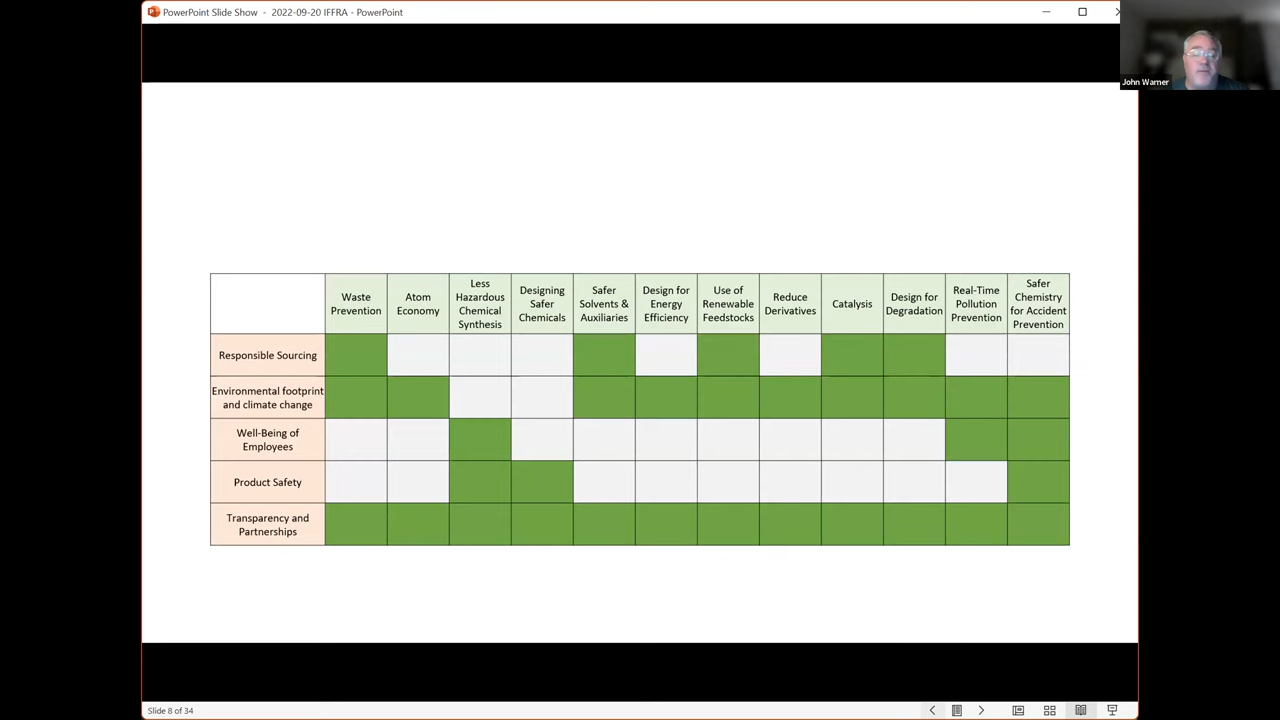 PowerPoint Slide Show - 2022-09-20 IFFRA - PowerPoint
John Warner
Waste
Prevention
Atom
Economy
Less
Hazardous
Chemical
Synthesis
Designing
Safer
Chemicals
Safer
Solvents &
Auxiliaries
Design for
Energy
Efficiency
Use of
Renewable
Feedstocks
Reduce
Derivatives
Catalysis
Design for
Degradation
Real-Time
Pollution
Prevention
Safer
Chemistry
for Accident
Prevention
Responsible Sourcing
Environmental footprint
and climate change
Well-Being of
Employees
Product Safety
Transparency and
Partnerships
Slide 8 of 34